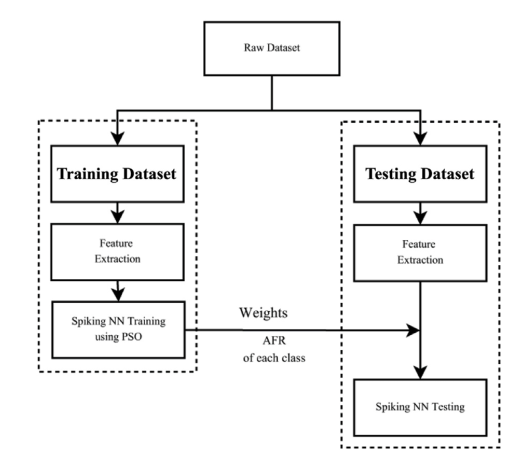 Raw Dataset
Training Dataset
Testing Dataset
Feature
Extraction
Feature
Extraction
Spiking NN Training
using PSO
Weights
AFR
of each class
Spiking NN Testing